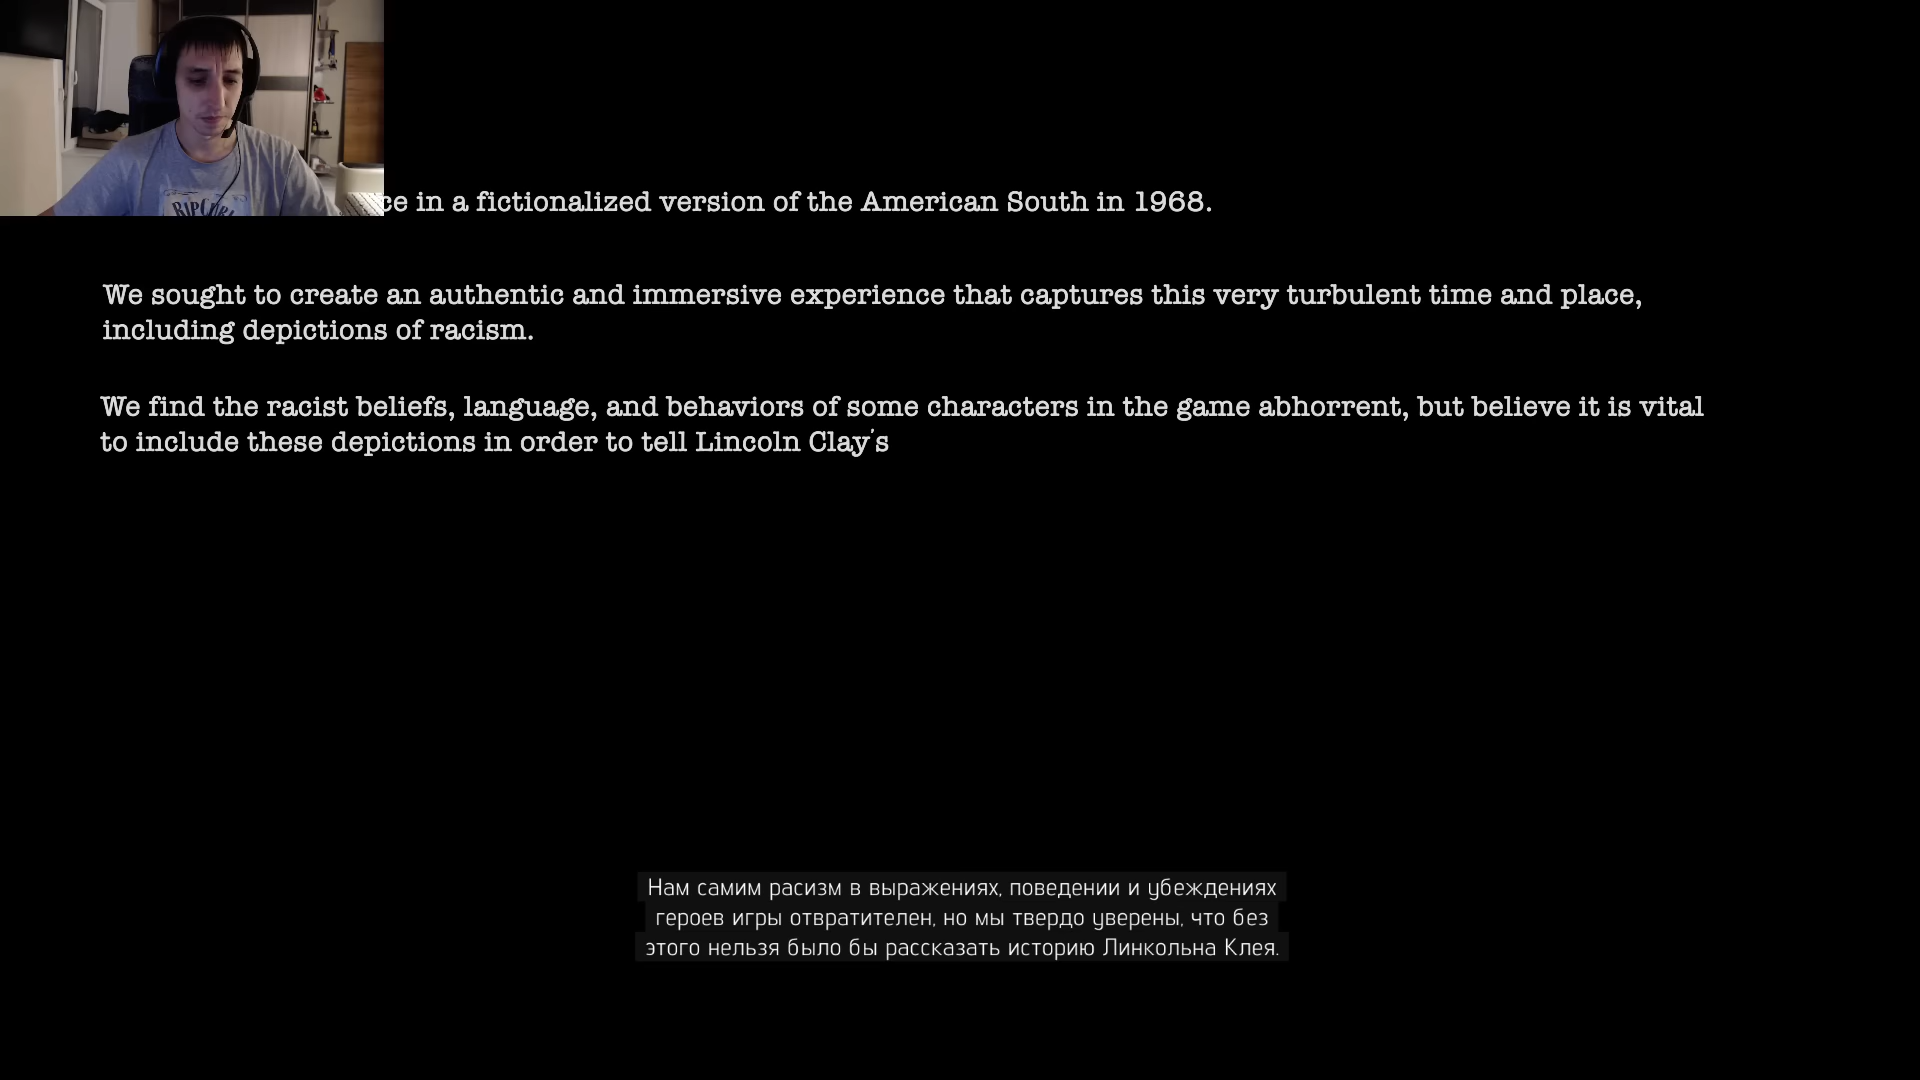 ce in a fictionalized version of the American South in 1968.
We sought to create an authentic and immersive experience that captures this very turbulent time and place,
including depictions of racism.
We find the racist beliefs, language, and behaviors of some characters in the game abhorrent, but believe it is vital
to include these depictions in order to tell Lincoln Clay's
Нам самим расизм в выражениях, поведении и убеждениях
героев игры отвратителен, но мы твердо уверены, что без
этого нельзя было бы рассказать историю Линкольна Клея.